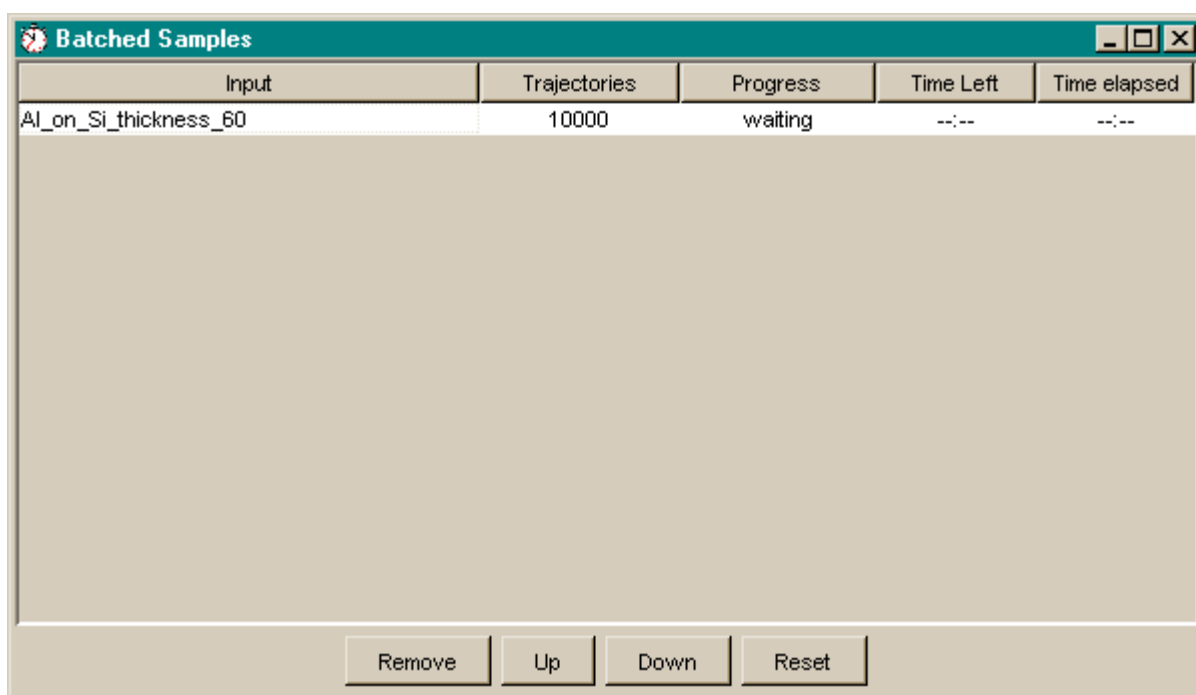 Batched Samples
Input Trajectories Progress Time Left Time elapsed
Al_on_Si_thickness_60 10000 waiting --:-- --:--
Remove Up Down Reset